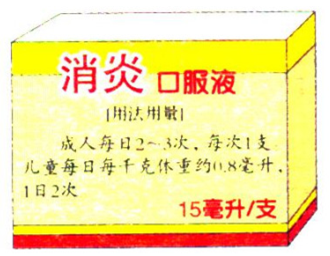 消炎 口服液
[用法用量]
成人每日2～3次，每次1支
儿童每日每千克体重约0.8毫升，
1日2次
15毫升/支